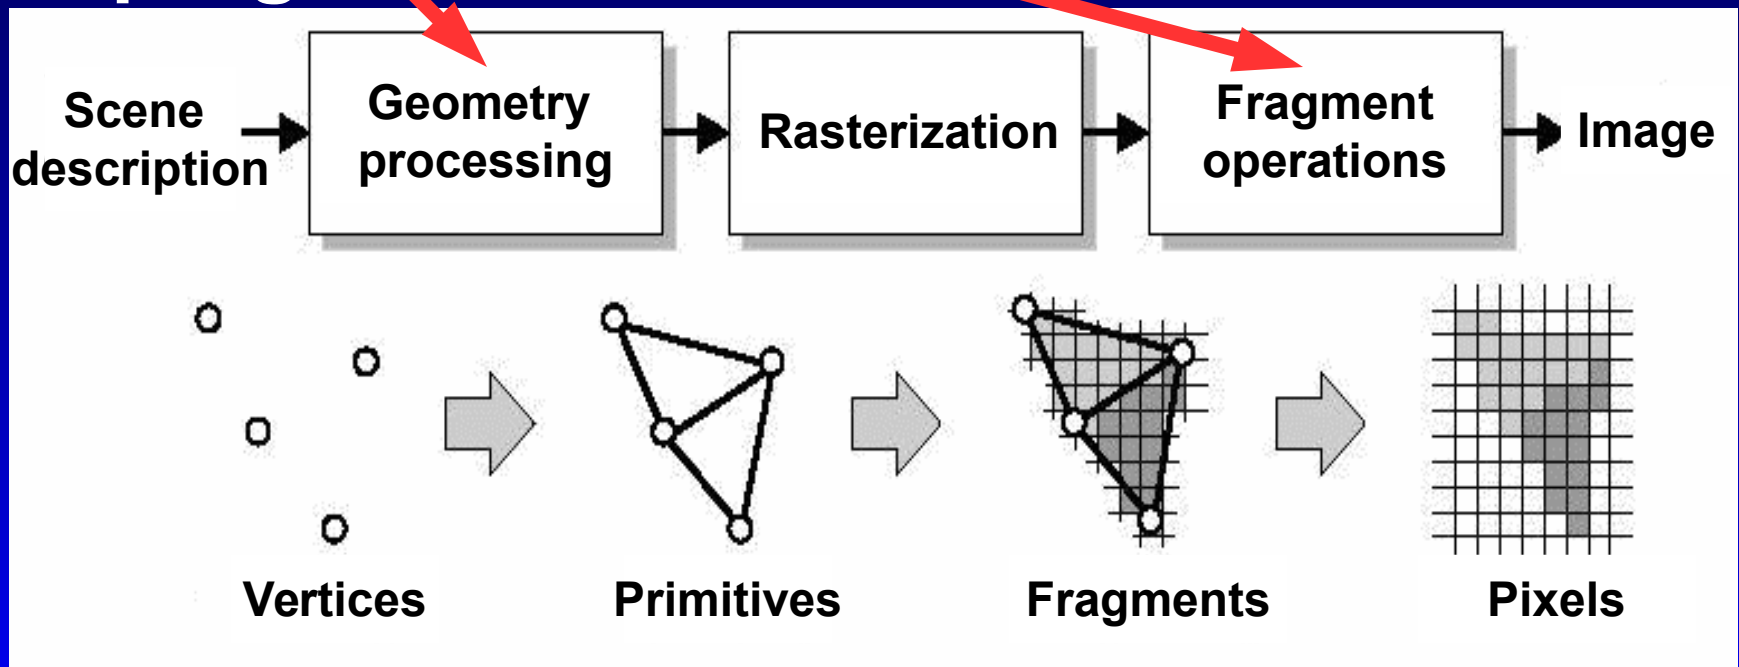 Scene
description
Geometry
processing
Rasterization
Fragment
operations
Image
Vertices
Primitives
Fragments
Pixels